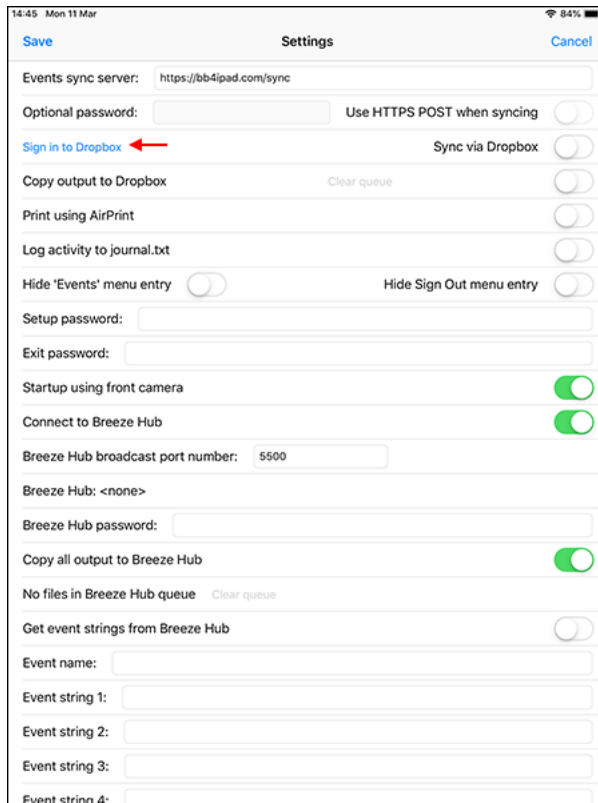 14:45 Mon 11 Mar 84%
Save Settings Cancel
Events sync server: https://bb4ipad.com/sync
Optional password: Use HTTPS POST when syncing
Sign in to Dropbox Sync via Dropbox
Copy output to Dropbox Clear queue
Print using AirPrint
Log activity to journal.txt
Hide 'Events' menu entry Hide Sign Out menu entry
Setup password:
Exit password:
Startup using front camera
Connect to Breeze Hub
Breeze Hub broadcast port number: 5500
Breeze Hub: <none>
Breeze Hub password:
Copy all output to Breeze Hub
No files in Breeze Hub queue Clear queue
Get event strings from Breeze Hub
Event name:
Event string 1:
Event string 2:
Event string 3:
Event string 4: